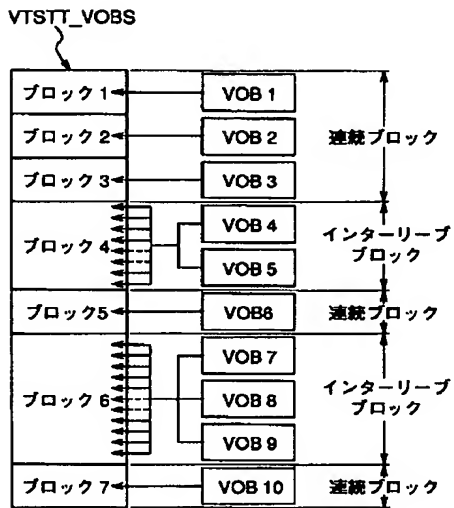 VTSTT_VOBS
ブロック1
VOB 1
ブロック2
VOB 2
ブロック3
VOB 3
連続ブロック
ブロック
4
VOB 4
VOB 5
インターリーブ
ブロック
ブロック5
VOB6
連続ブロック
ブロック
6
VOB 7
VOB 8
VOB 9
インターリーブ
ブロック
ブロック7
VOB 10
連続ブロック